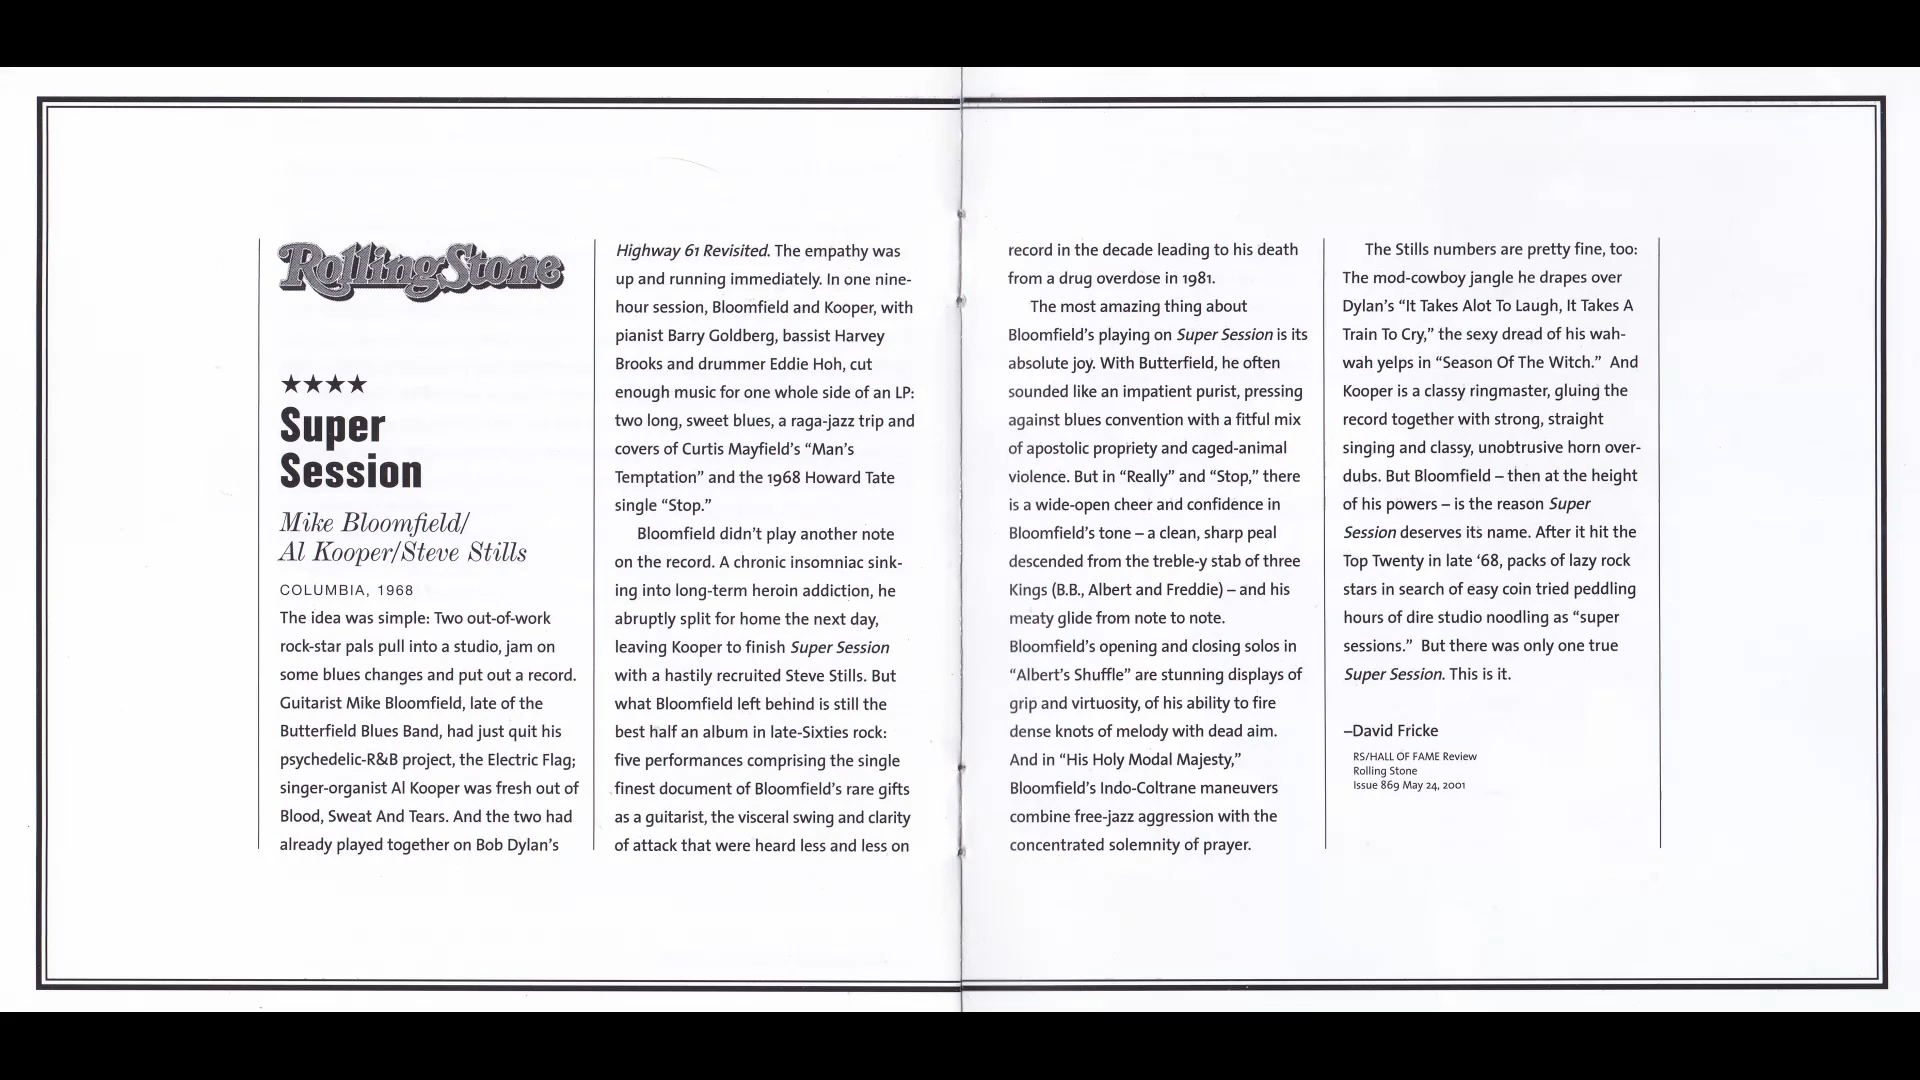 Rolling Stone
★★★★
Super
Session
Mike Bloomfield/
Al Kooper/Steve Stills
COLUMBIA, 1968
The idea was simple: Two out-of-work
rock-star pals pull into a studio, jam on
some blues changes and put out a record.
Guitarist Mike Bloomfield, late of the
Butterfield Blues Band, had just quit his
psychedelic-R&B project, the Electric Flag;
singer-organist Al Kooper was fresh out of
Blood, Sweat And Tears. And the two had
already played together on Bob Dylan's
Highway 61 Revisited. The empathy was
up and running immediately. In one nine-
hour session, Bloomfield and Kooper, with
pianist Barry Goldberg, bassist Harvey
Brooks and drummer Eddie Hoh, cut
enough music for one whole side of an LP:
two long, sweet blues, a raga-jazz trip and
covers of Curtis Mayfield's “Man's
Temptation” and the 1968 Howard Tate
single “Stop.”
Bloomfield didn't play another note
on the record. A chronic insomniac sink-
ing into long-term heroin addiction, he
abruptly split for home the next day,
leaving Kooper to finish Super Session
with a hastily recruited Steve Stills. But
what Bloomfield left behind is still the
best half an album in late-Sixties rock:
five performances comprising the single
finest document of Bloomfield's rare gifts
as a guitarist, the visceral swing and clarity
of attack that were heard less and less on
record in the decade leading to his death
from a drug overdose in 1981.
The most amazing thing about
Bloomfield's playing on Super Session is its
absolute joy. With Butterfield, he often
sounded like an impatient purist, pressing
against blues convention with a fitful mix
of apostolic propriety and caged-animal
violence. But in “Really” and “Stop,” there
is a wide-open cheer and confidence in
Bloomfield's tone – a clean, sharp peal
descended from the treble-y stab of three
Kings (B.B., Albert and Freddie) – and his
meaty glide from note to note.
Bloomfield's opening and closing solos in
“Albert's Shuffle” are stunning displays of
grip and virtuosity, of his ability to fire
dense knots of melody with dead aim.
And in “His Holy Modal Majesty,”
Bloomfield's Indo-Coltrane maneuvers
combine free-jazz aggression with the
concentrated solemnity of prayer.
The Stills numbers are pretty fine, too:
The mod-cowboy jangle he drapes over
Dylan's “It Takes Alot To Laugh, It Takes A
Train To Cry,” the sexy dread of his wah-
wah yelps in “Season Of The Witch.” And
Kooper is a classy ringmaster, gluing the
record together with strong, straight
singing and classy, unobtrusive horn over-
dubs. But Bloomfield – then at the height
of his powers – is the reason Super
Session deserves its name. After it hit the
Top Twenty in late ‘68, packs of lazy rock
stars in search of easy coin tried peddling
hours of dire studio noodling as “super
sessions.” But there was only one true
Super Session. This is it.
–David Fricke
RS/HALL OF FAME Review
Rolling Stone
Issue 869 May 24, 2001